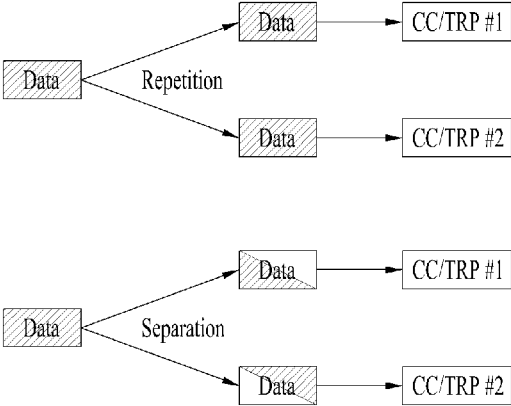 Data
CC/TRP #1
Data
Repetition
Data
CC/TRP #2
Data
CC/TRP #1
Data
Separation
Data
CC/TRP #2